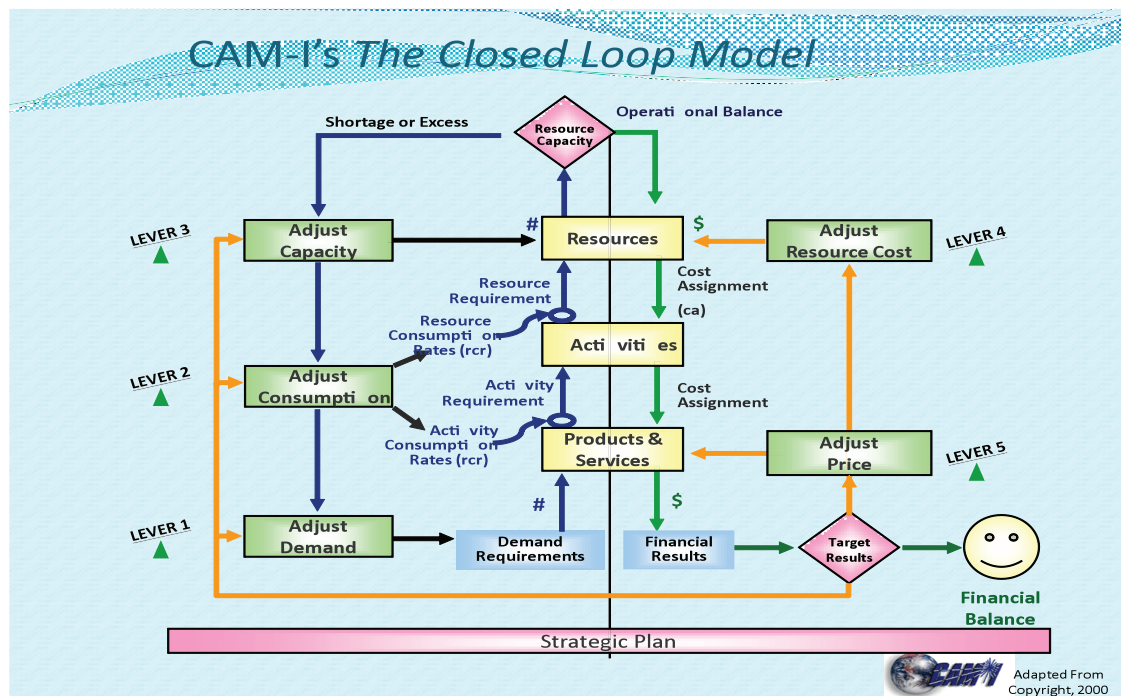 CAM-I's The Closed Loop Model
Shortage or Excess
Resource
Capacity
Operati onal Balance
LEVER 3
Adjust
Capacity
#
Resources
$
Adjust
Resource Cost
LEVER 4
Resource
Requirement
Cost
Assignment
(ca)
Resource
Consumpti on
Rates (rcr)
Acti viti es
LEVER 2
Adjust
Consumpti on
Acti vity
Requirement
Cost
Assignment
Acti vity
Consumpti on
Rates (rcr)
Products &
Services
Adjust
Price
LEVER 5
#
$
LEVER 1
Adjust
Demand
Demand
Requirements
Financial
Results
Target
Results
Financial
Balance
Strategic Plan
CAM-I
Adapted From
Copyright, 2000